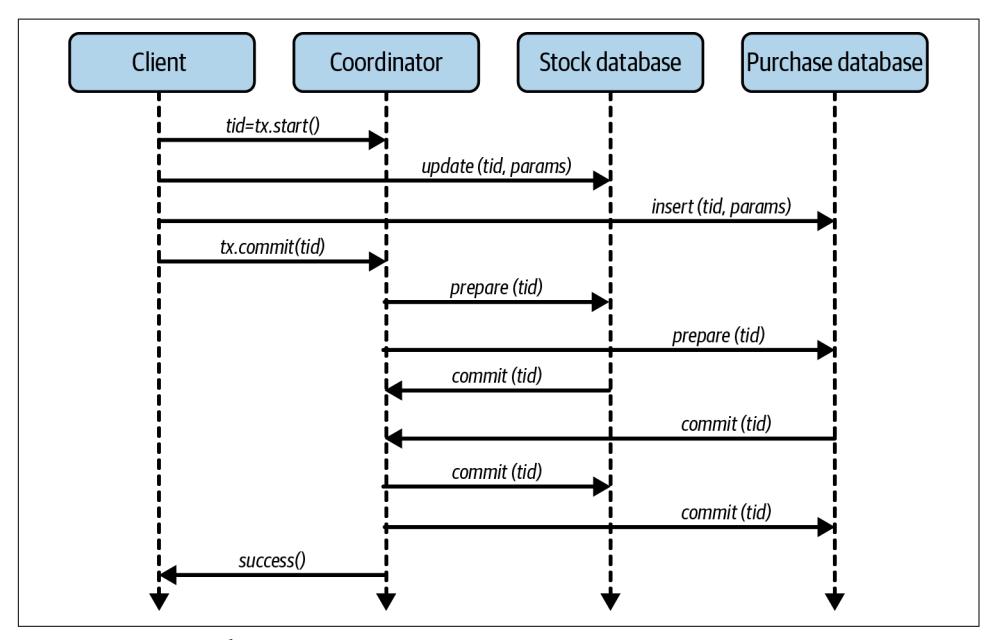 Client
Coordinator
Stock database
Purchase database
tid=tx.start()
update (tid, params)
insert (tid, params)
tx.commit(tid)
prepare (tid)
prepare (tid)
commit (tid)
commit (tid)
commit (tid)
commit (tid)
success()